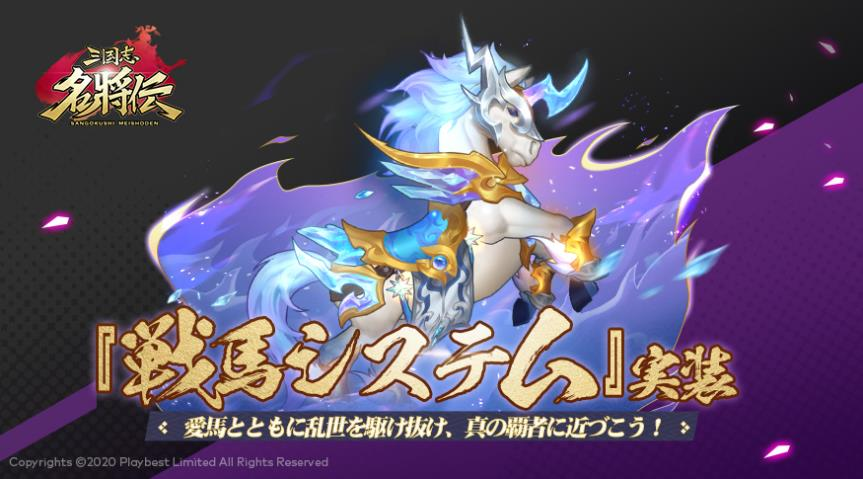 三国志
名將伝
SANGOKUSHI MEISHODEN
『戦馬システム』実装
愛馬とともに乱世を駆け抜け、真の覇者に近づこう！
Copyrights ©2020 Playbest Limited All Rights Reserved